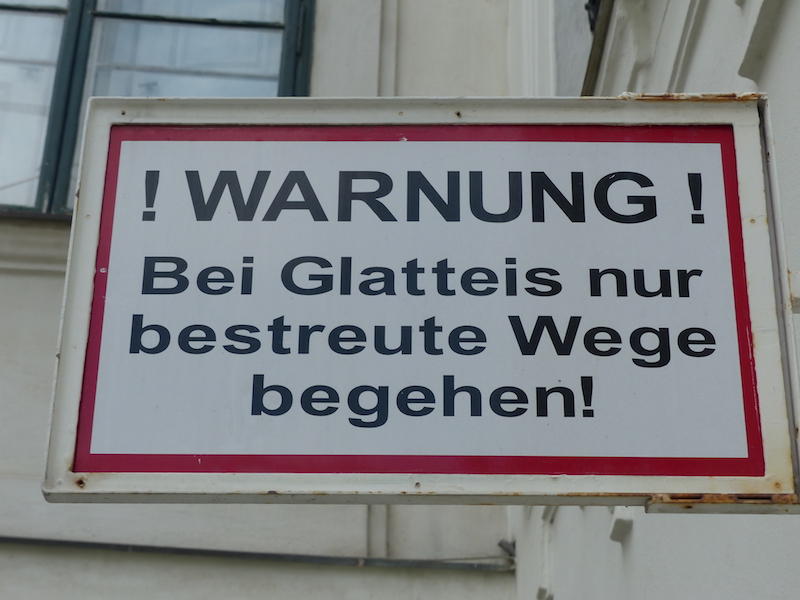 ! WARNUNG !
Bei Glatteis nur
bestreute Wege
begehen!